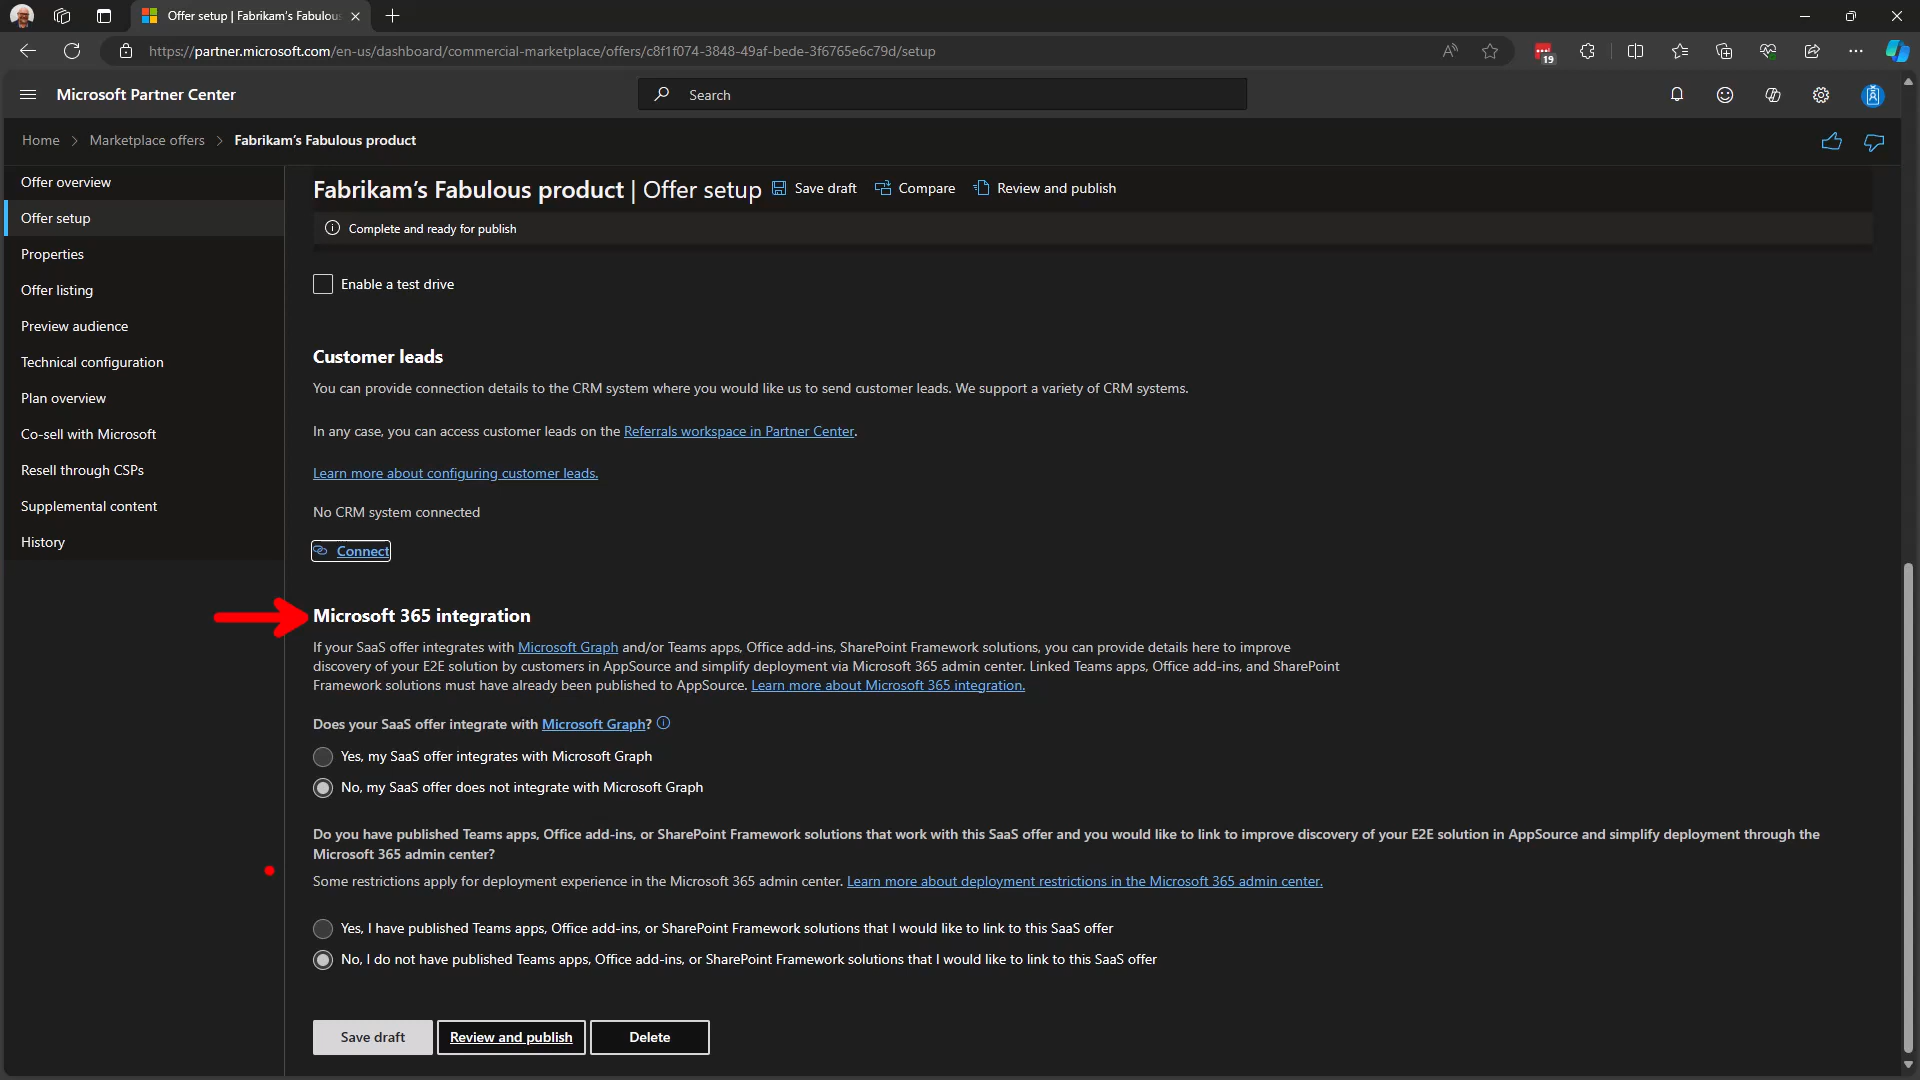 Offer setup | Fabrikam's Fabulous
https://partner.microsoft.com/en-us/dashboard/commercial-marketplace/offers/c8f1f074-3848-49af-bede-3f6765e6c79d/setup
19
Microsoft Partner Center
Search
Home > Marketplace offers > Fabrikam's Fabulous product
Offer overview
Offer setup
Properties
Offer listing
Preview audience
Technical configuration
Plan overview
Co-sell with Microsoft
Resell through CSPs
Supplemental content
History
Fabrikam's Fabulous product | Offer setup
Save draft
Compare
Review and publish
Complete and ready for publish
Enable a test drive
Customer leads
You can provide connection details to the CRM system where you would like us to send customer leads. We support a variety of CRM systems.
In any case, you can access customer leads on the Referrals workspace in Partner Center.
Learn more about configuring customer leads.
No CRM system connected
Connect
Microsoft 365 integration
If your SaaS offer integrates with Microsoft Graph and/or Teams apps, Office add-ins, SharePoint Framework solutions, you can provide details here to improve
discovery of your E2E solution by customers in AppSource and simplify deployment via Microsoft 365 admin center. Linked Teams apps, Office add-ins, and SharePoint
Framework solutions must have already been published to AppSource. Learn more about Microsoft 365 integration.
Does your SaaS offer integrate with Microsoft Graph?
Yes, my SaaS offer integrates with Microsoft Graph
No, my SaaS offer does not integrate with Microsoft Graph
Do you have published Teams apps, Office add-ins, or SharePoint Framework solutions that work with this SaaS offer and you would like to link to improve discovery of your E2E solution in AppSource and simplify deployment through the
Microsoft 365 admin center?
Some restrictions apply for deployment experience in the Microsoft 365 admin center. Learn more about deployment restrictions in the Microsoft 365 admin center.
Yes, I have published Teams apps, Office add-ins, or SharePoint Framework solutions that I would like to link to this SaaS offer
No, I do not have published Teams apps, Office add-ins, or SharePoint Framework solutions that I would like to link to this SaaS offer
Save draft
Review and publish
Delete